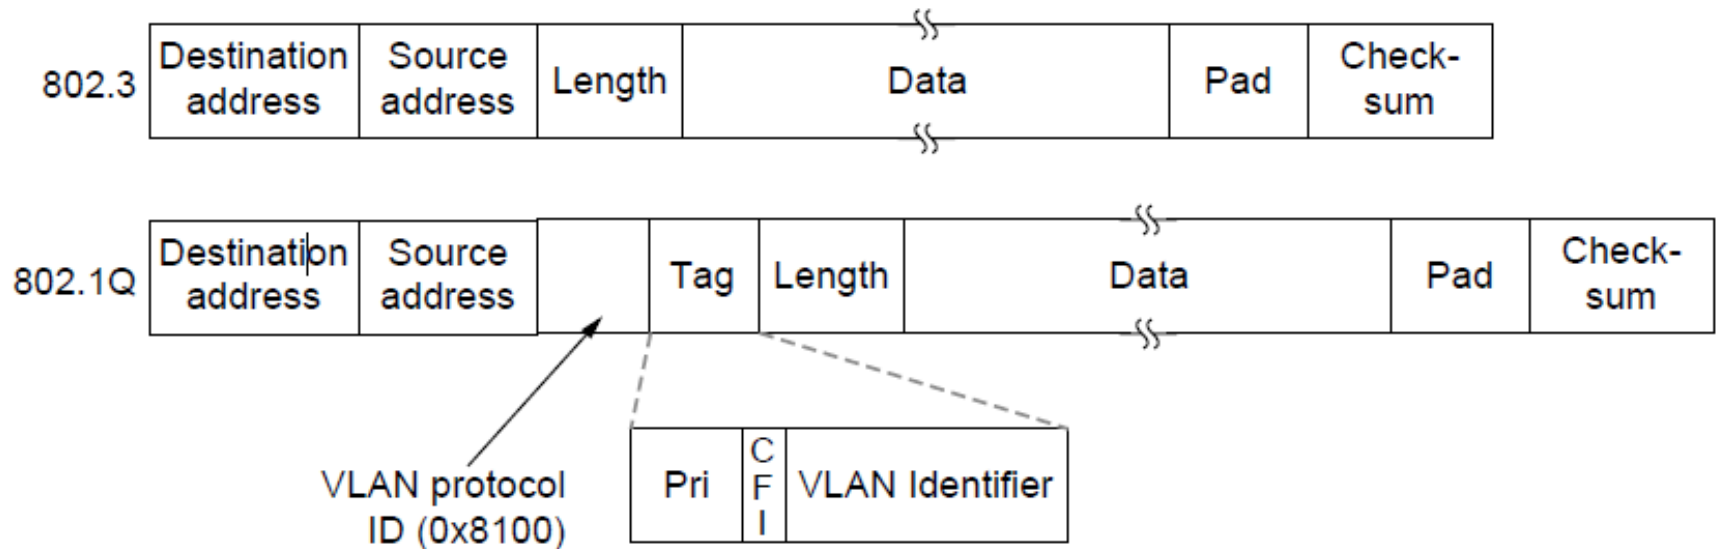 802.3
Destination
address
Source
address
Length
Data
Pad
Check-
sum
802.1Q
Destination
address
Source
address
Tag
Length
Data
Pad
Check-
sum
VLAN protocol
ID (0x8100)
Pri
C
F
I
VLAN Identifier